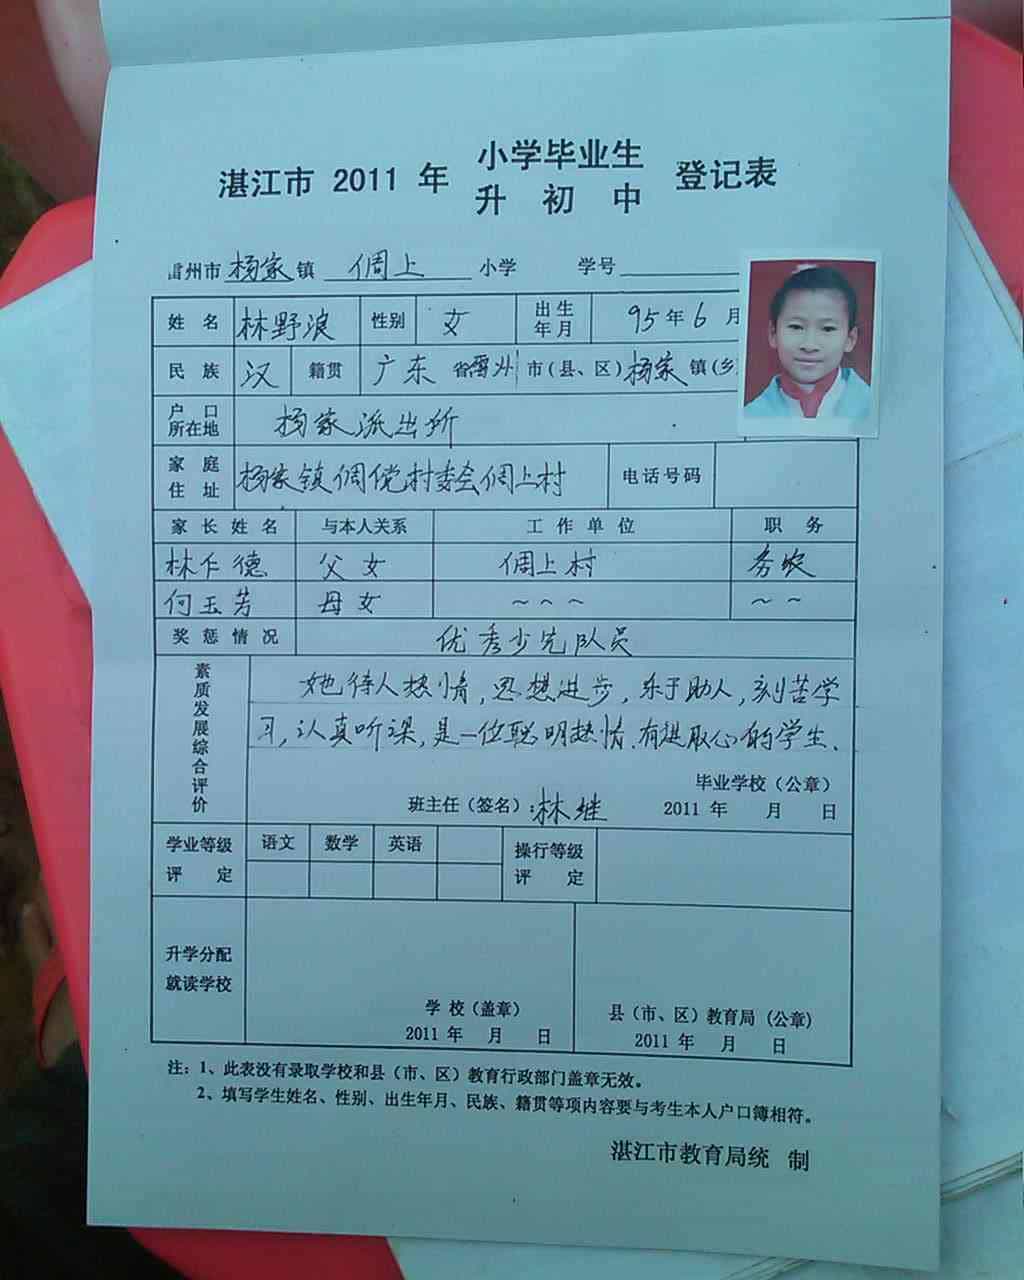 湛江市 2011 年 小学毕业生 登记表
升 初 中
雷州市 杨家 镇 倜上 小学 学号
姓 名 林野浪 性别 女 出生年月 95 年 6 月
民 族 汉 籍贯 广东 省 雷州 市(县、区) 杨家 镇(乡
户 口 所在地 杨家派出所
家 庭 住 址 杨家镇倜傥村委会倜上村 电话号码
家 长 姓 名 与本人关系 工 作 单 位 职 务
林 德 父女 倜上村 务农
何玉芳 母女 ~ ~ ~ ~ ~
奖 惩 情 况 优秀少先队员
素质发展综合评价
她待人热情,思想进步,乐于助人,刻苦学
习,认真听课,是一位聪明热情、有进取心的学生、
毕业学校(公章)
班主任(签名):林 2011 年 月 日
学业等级 语文 数学 英语 操行等级
评 定 评 定
升学分配
就读学校
学 校(盖章) 县(市、区)教育局 (公章)
2011 年 月 日 2011 年 月 日
注:1、此表没有录取学校和县(市、区)教育行政部门盖章无效。
2、填写学生姓名、性别、出生年月、民族、籍贯等项内容要与考生本人户口簿相符。
湛江市教育局统 制